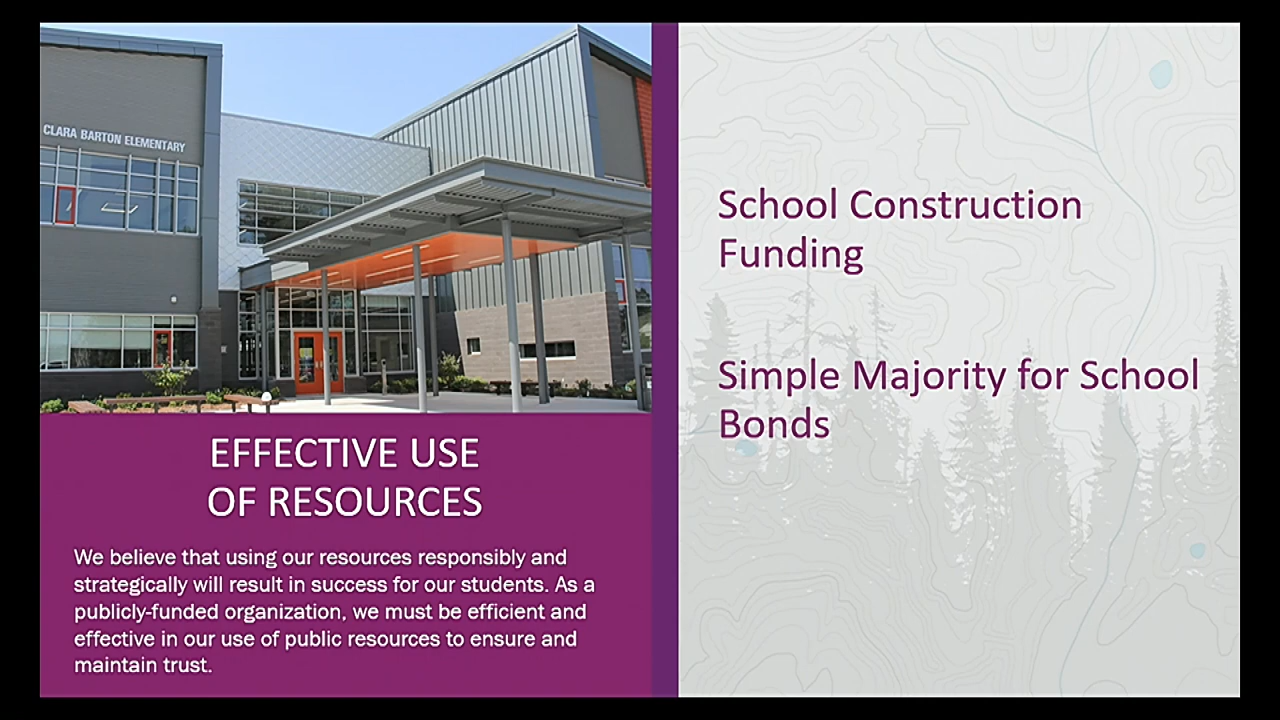 CLARA BARTON ELEMENTARY
EFFECTIVE USE
OF RESOURCES
We believe that using our resources responsibly and
strategically will result in success for our students. As a
publicly-funded organization, we must be efficient and
effective in our use of public resources to ensure and
maintain trust.
School Construction
Funding
Simple Majority for School
Bonds